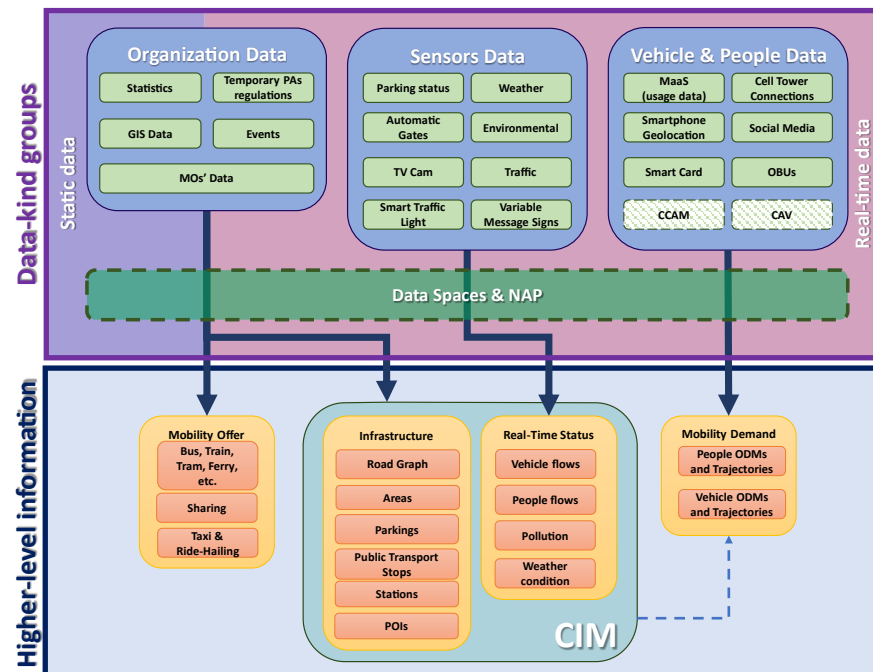 Data-kind groups
Static data
Real-time data
Organization Data
Statistics
Temporary PAs
regulations
GIS Data
Events
MOs' Data
Sensors Data
Parking status
Weather
Automatic
Gates
Environmental
TV Cam
Traffic
Smart Traffic
Light
Variable
Message Signs
Vehicle & People Data
MaaS
(usage data)
Cell Tower
Connections
Smartphone
Geolocation
Social Media
Smart Card
OBUs
CCAM
CAV
Data Spaces & NAP
Higher-level information
Mobility Offer
Bus, Train,
Tram, Ferry,
etc.
Sharing
Taxi &
Ride-Hailing
Infrastructure
Road Graph
Areas
Parkings
Public Transport
Stops
Stations
POIs
Real-Time Status
Vehicle flows
People flows
Pollution
Weather
condition
CIM
Mobility Demand
People ODMs
and Trajectories
Vehicle ODMs
and Trajectories